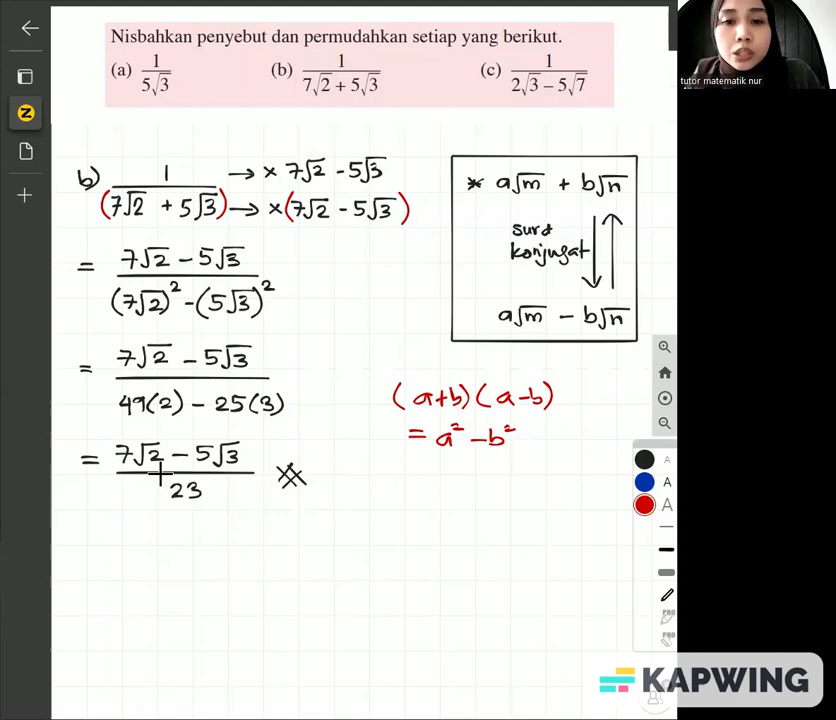 Nisbahkan penyebut dan permudahkan setiap yang berikut.
(a) 1/5√3 (b) 1/7√2 + 5√3 (c) 1/2√3 − 5√7
tutor matematik nur
b) 1 → × 7√2 - 5√3
(7√2 + 5√3) → × (7√2 - 5√3)
= 7√2 - 5√3
(7√2)² - (5√3)²
= 7√2 - 5√3
49(2) - 25(3)
= 7√2 - 5√3
23
* a√m + b√n
surd
konjugat
a√m - b√n
(a+b)(a-b)
= a² - b²
A
A
A
PRO
PRO
KAPWING